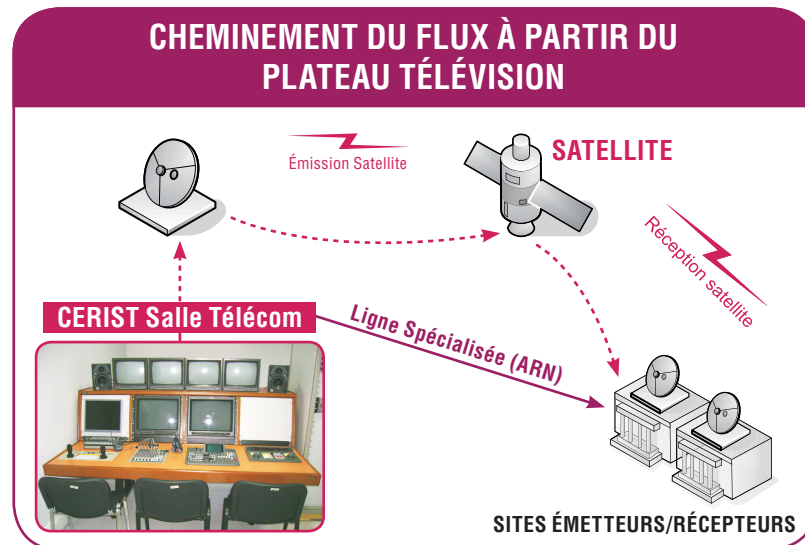 CHEMINEMENT DU FLUX À PARTIR DU
PLATEAU TÉLÉVISION
Émission Satellite
SATELLITE
Réception satellite
CERIST Salle Télécom
Ligne Spécialisée (ARN)
SITES ÉMETTEURS/RÉCEPTEURS